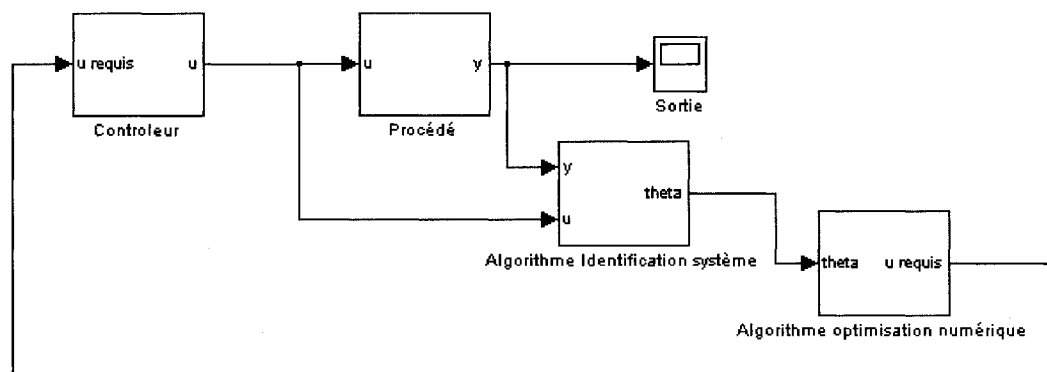 u requis
u
Controleur
u
y
Procédé
Sortie
y
u
theta
Algorithme Identification système
theta
u requis
Algorithme optimisation numérique